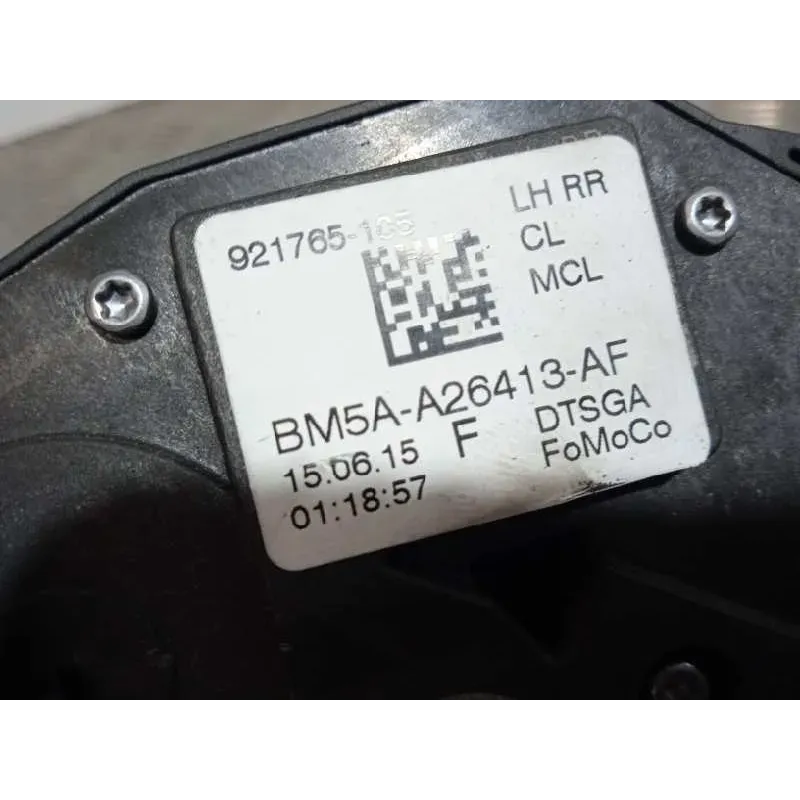 921765-105
LH RR
CL
MCL
BM5A-A26413-AF
15.06.15 F DTSGA
01:18:57 FoMoCo